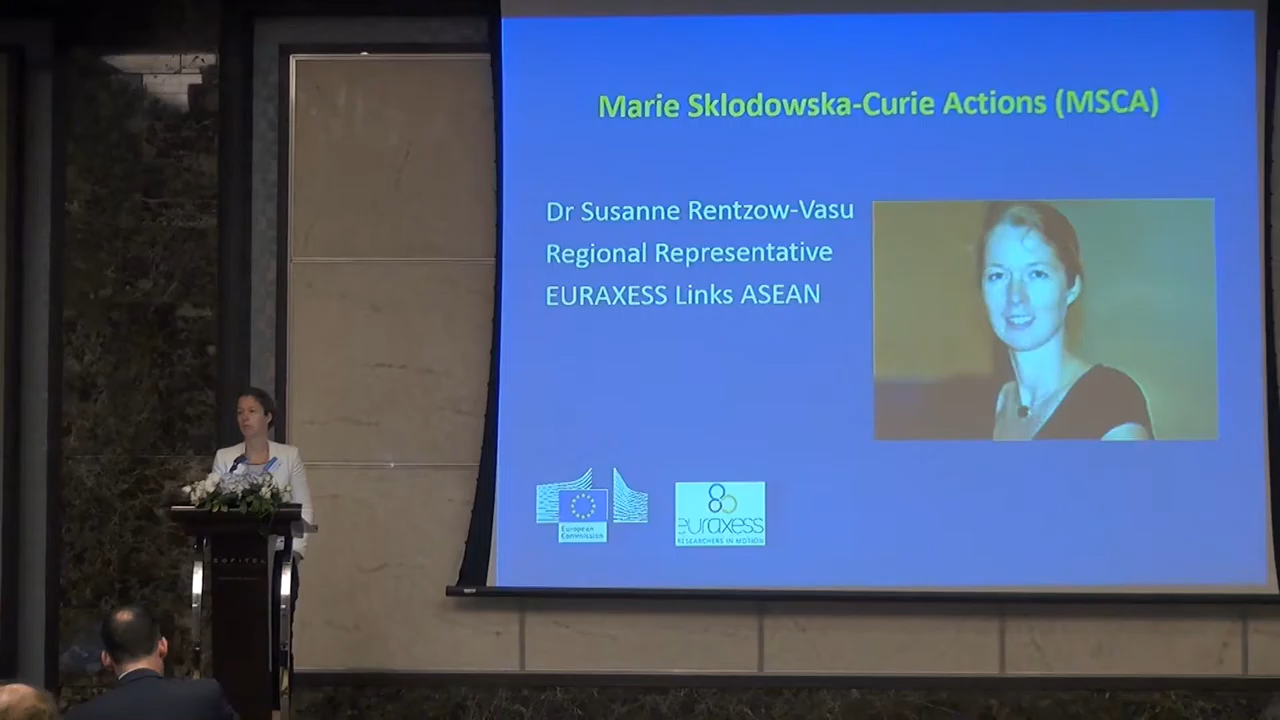 Marie Sklodowska-Curie Actions (MSCA)
Dr Susanne Rentzow-Vasu
Regional Representative
EURAXESS Links ASEAN
European
Commission
euraxess
RESEARCHERS IN MOTION
SOFITEL